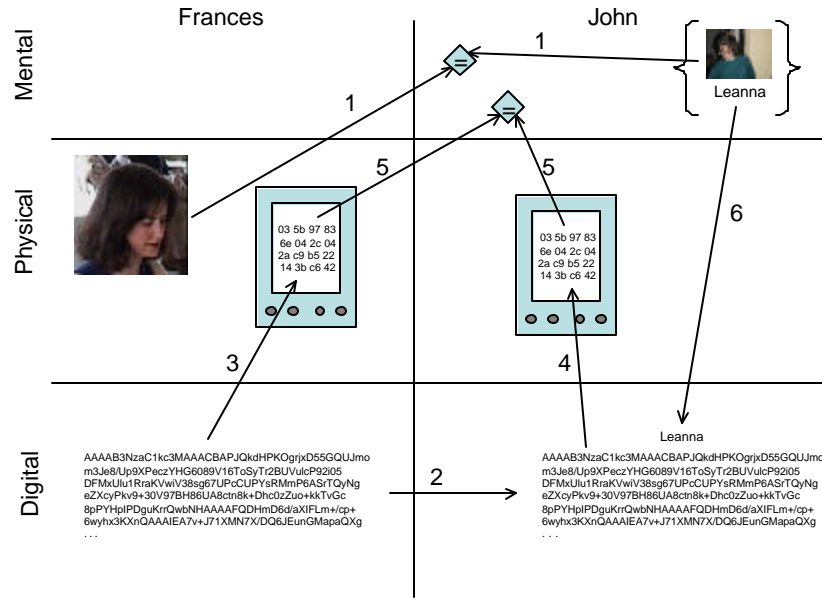 Frances
John
Mental
1
1
=
=
Leanna
Physical
5
5
6
03 5b 97 83
6e 04 2c 04
2a c9 b5 22
14 3b c6 42
03 5b 97 83
6e 04 2c 04
2a c9 b5 22
14 3b c6 42
3
4
Digital
Leanna
AAAAB3NzaC1kc3MAAACBAPJQkdHPKOgrjxD55GQUJmo
m3Je8/Up9XPeczYHG6089V16ToSyTr2BUVulcP92i05
DFMxUlu1RraKVwiV38sg67UPcCUPYsRMmP6ASrTQyNg
eZXcyPkv9+30V97BH86UA8ctn8k+Dhc0zZuo+kkTvGc
8pPYHpIPDguKrrQwbNHAAAAFQDHmD6d/aXIFLm+/cp+
6wyhx3KXnQAAAIEA7v+J71XMN7X/DQ6JEunGMapaQXg
. . .
2
AAAAB3NzaC1kc3MAAACBAPJQkdHPKOgrjxD55GQUJmo
m3Je8/Up9XPeczYHG6089V16ToSyTr2BUVulcP92i05
DFMxUlu1RraKVwiV38sg67UPcCUPYsRMmP6ASrTQyNg
eZXcyPkv9+30V97BH86UA8ctn8k+Dhc0zZuo+kkTvGc
8pPYHpIPDguKrrQwbNHAAAAFQDHmD6d/aXIFLm+/cp+
6wyhx3KXnQAAAIEA7v+J71XMN7X/DQ6JEunGMapaQXg
. . .